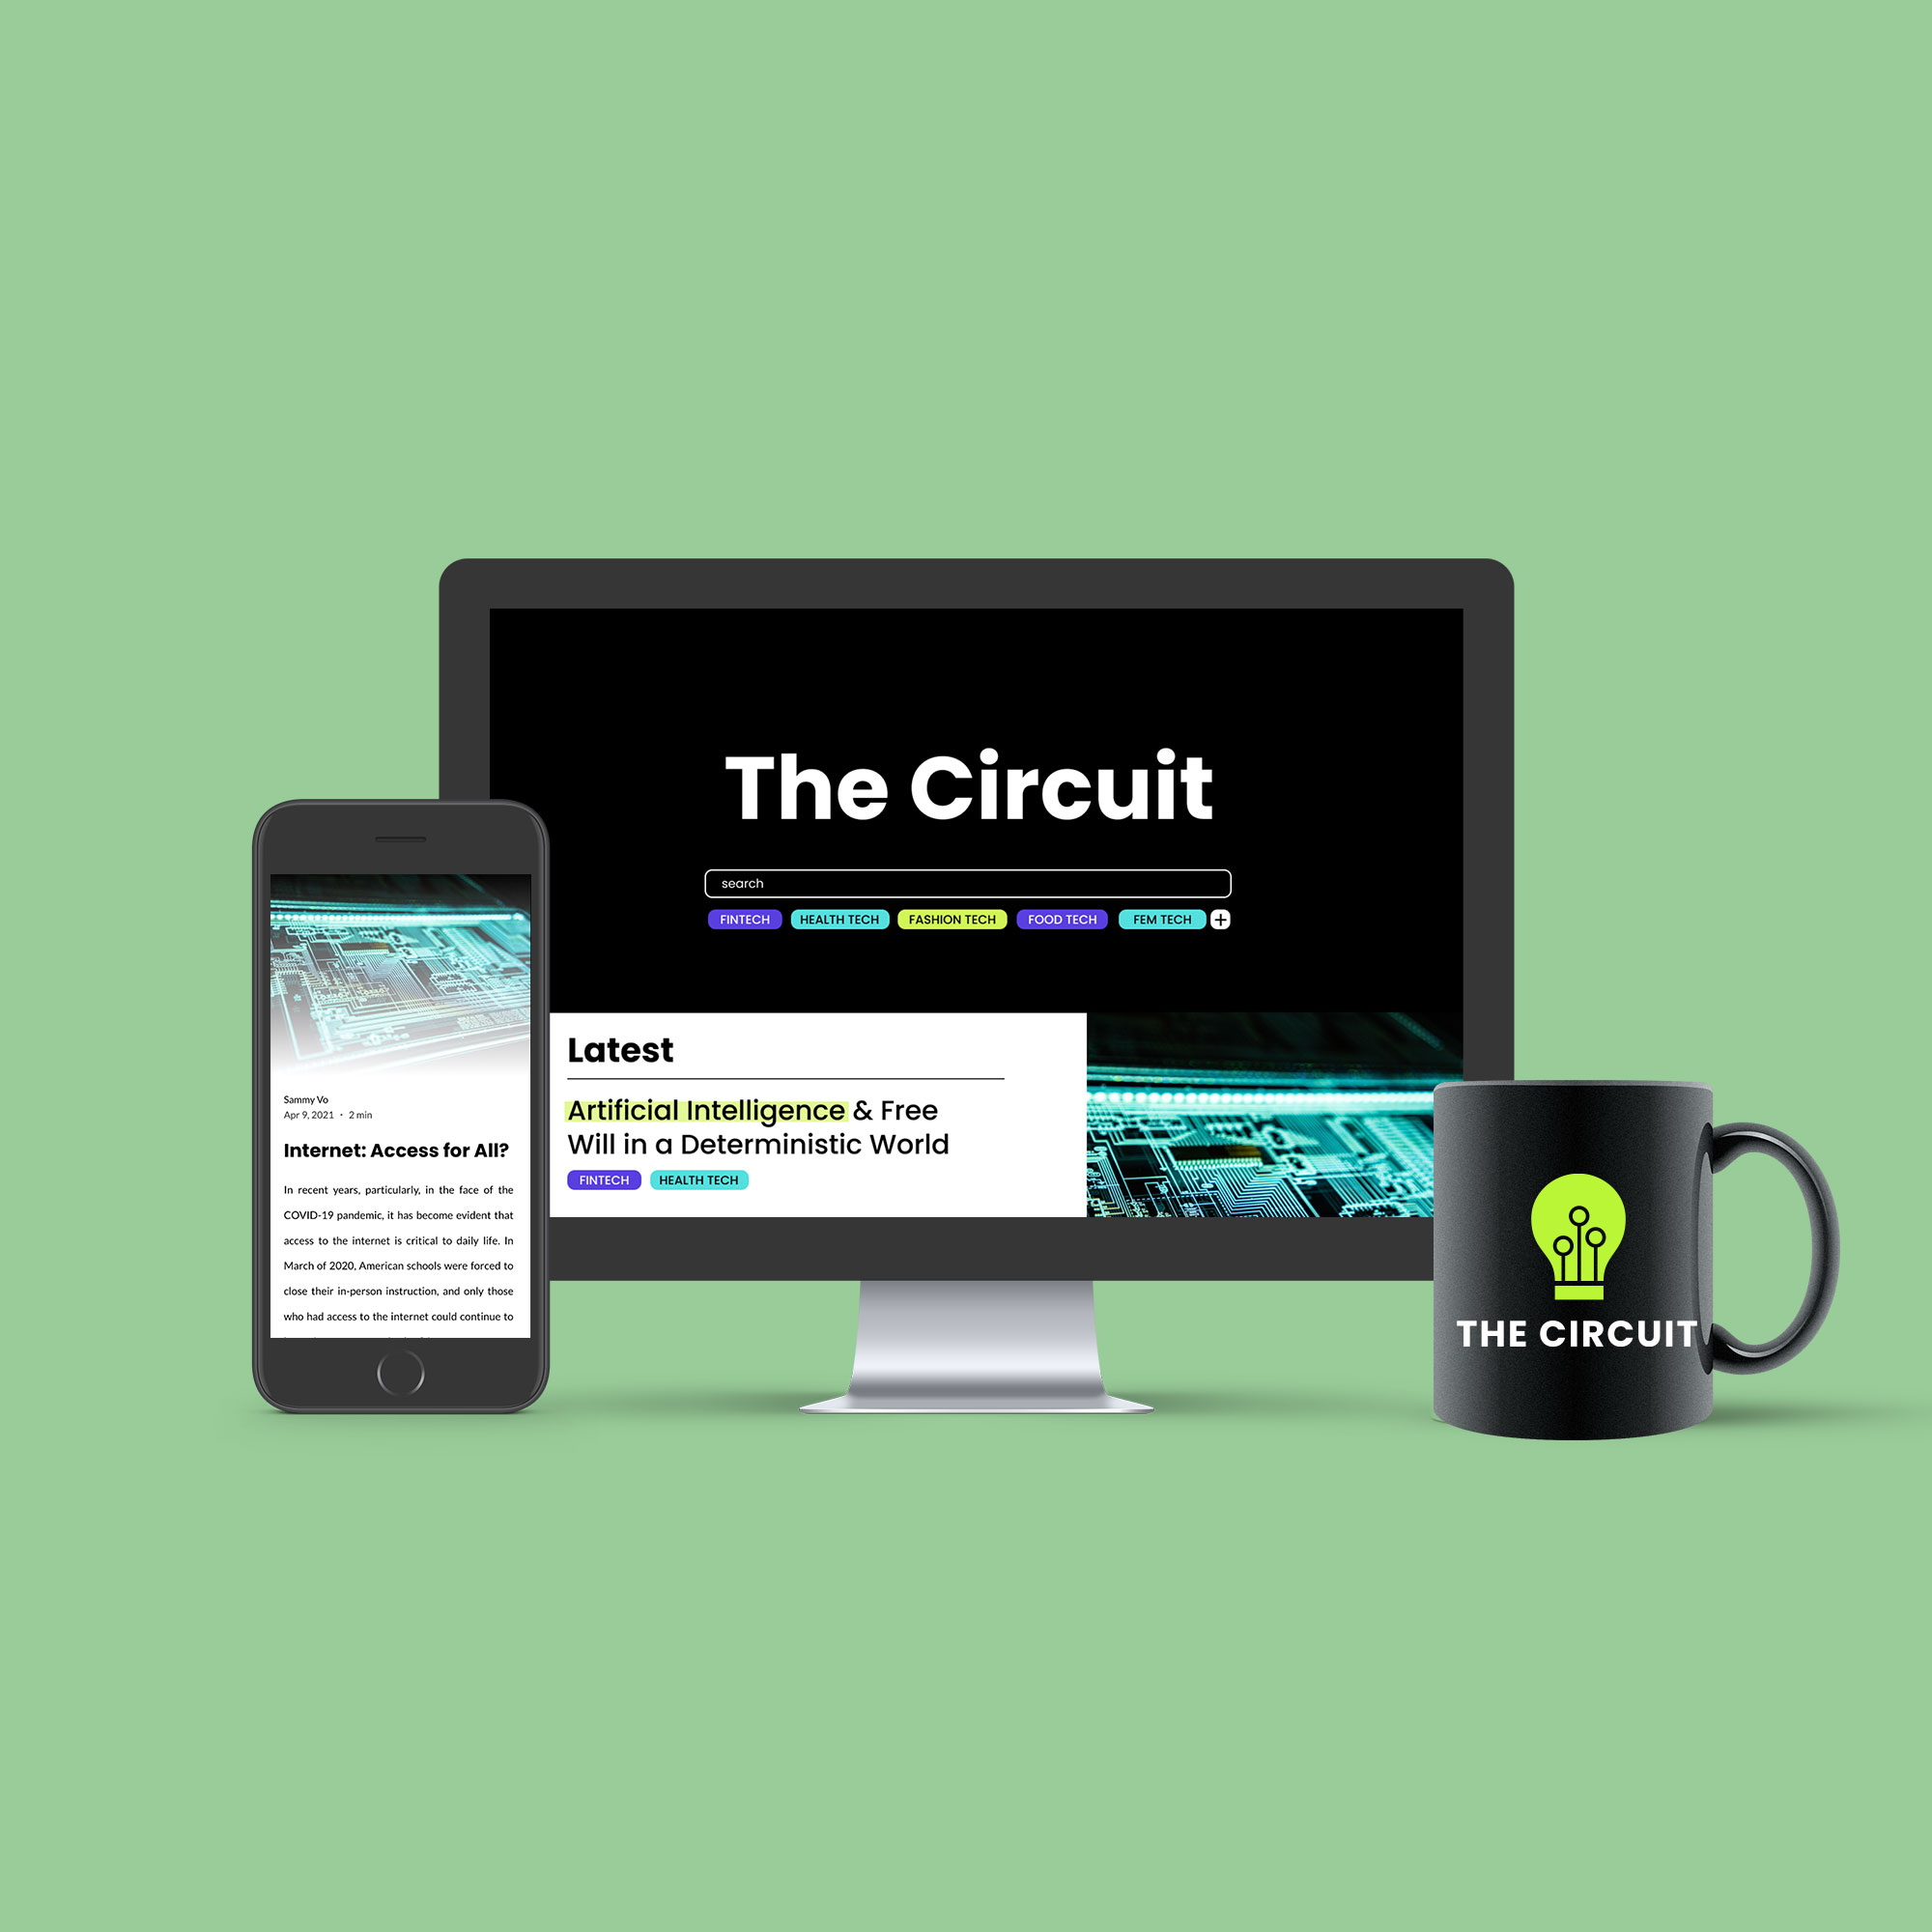 The Circuit
search
FINTECH HEALTH TECH FASHION TECH FOOD TECH FEM TECH +
Latest
Artificial Intelligence & Free
Will in a Deterministic World
FINTECH HEALTH TECH
Sammy Vo
Apr 9, 2021 · 2 min
Internet: Access for All?
In recent years, particularly, in the face of the
COVID-19 pandemic, it has become evident that
access to the internet is critical to daily life. In
March of 2020, American schools were forced to
close their in-person instruction, and only those
who had access to the internet could continue to
THE CIRCUIT